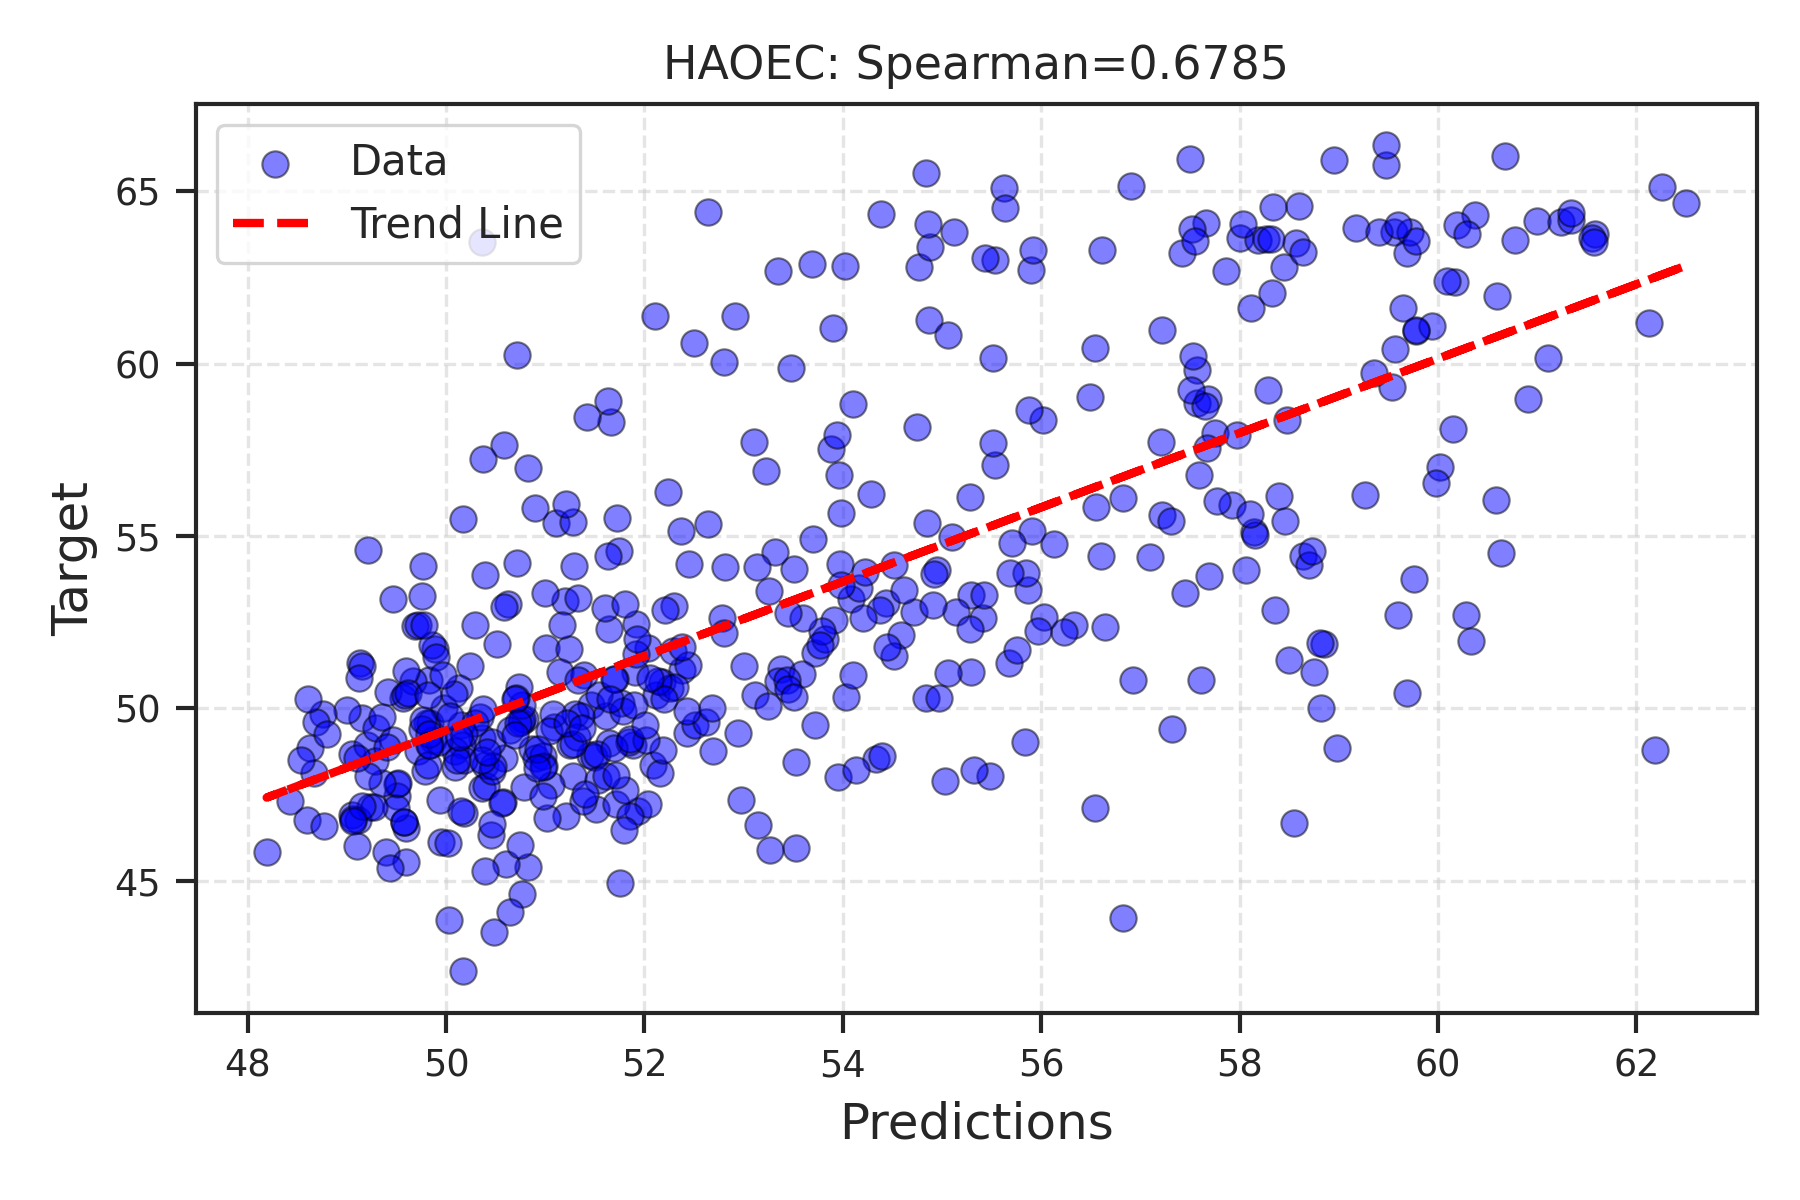 HAOEC: Spearman=0.6785
Data
Trend Line
65
60
55
50
45
Target
48 50 52 54 56 58 60 62
Predictions